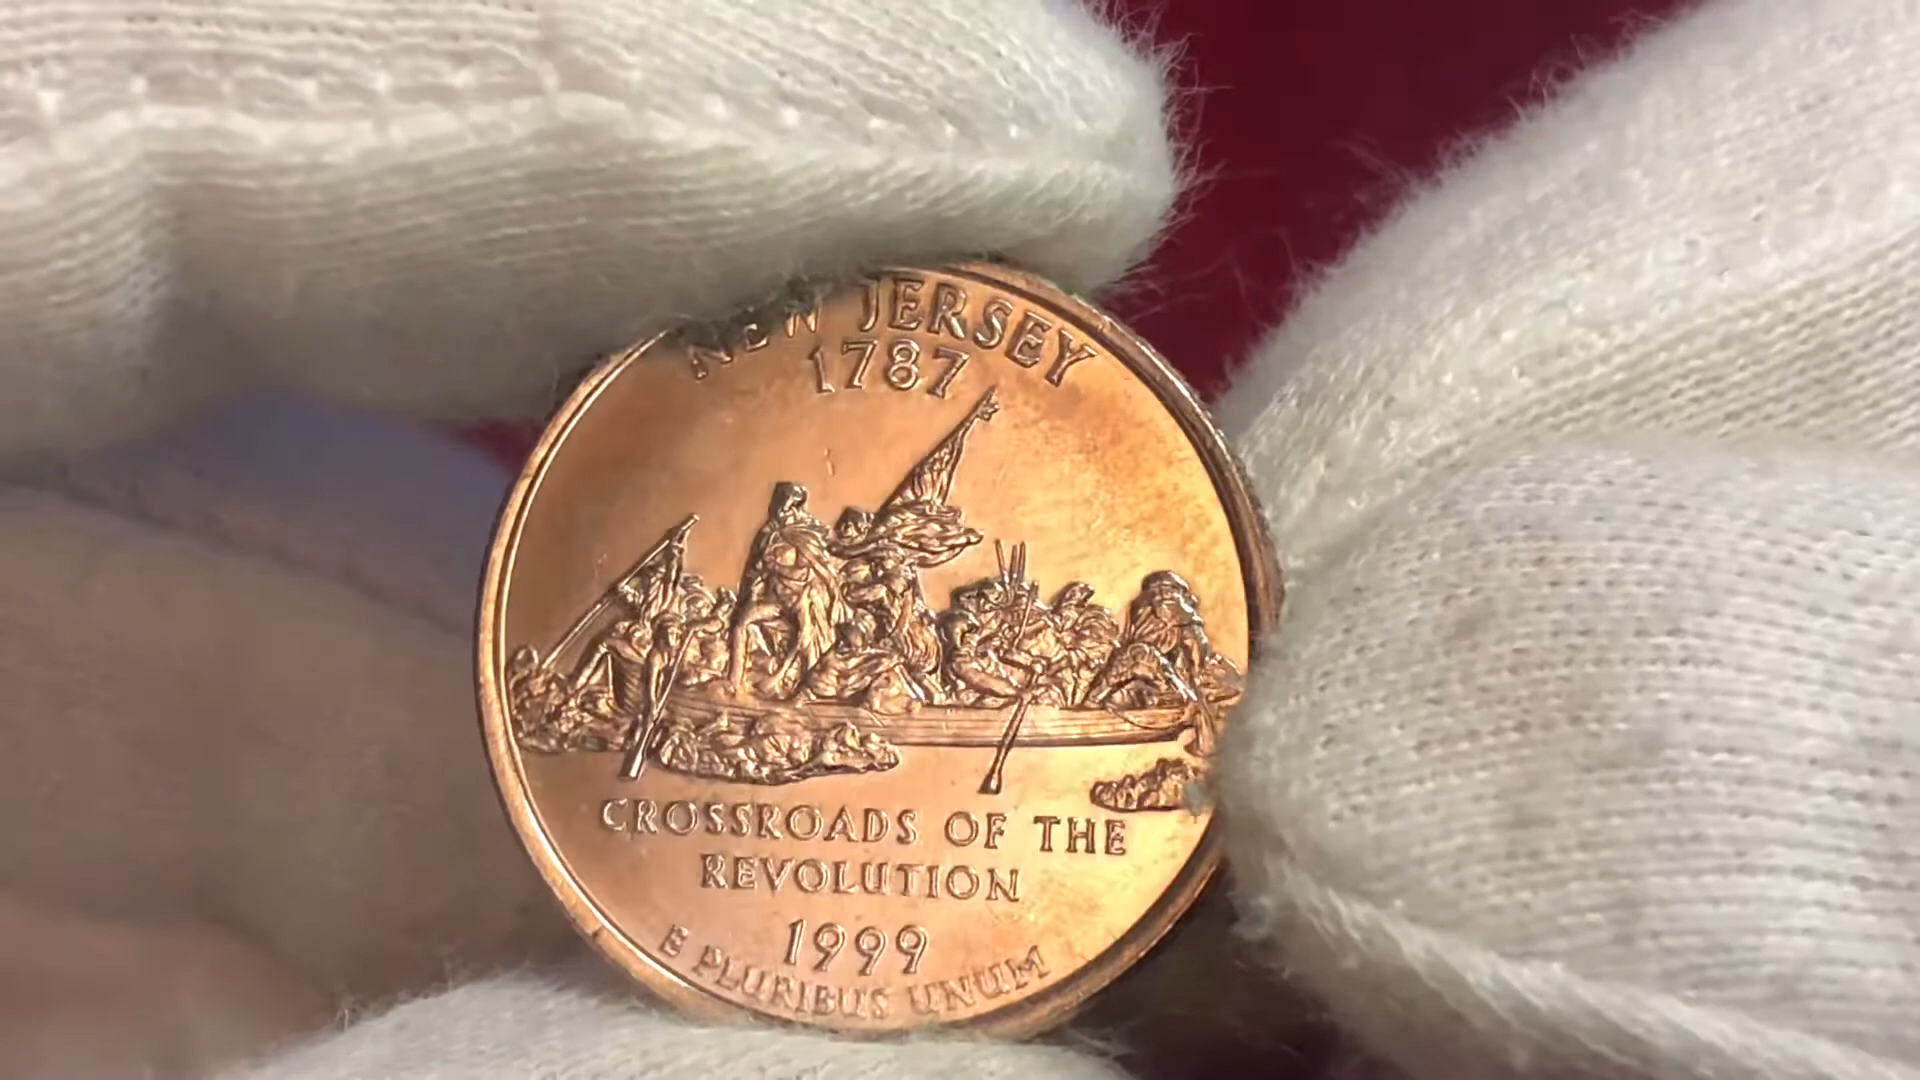 NEW JERSEY
1787
CROSSROADS OF THE
REVOLUTION
1999
E PLURIBUS UNUM